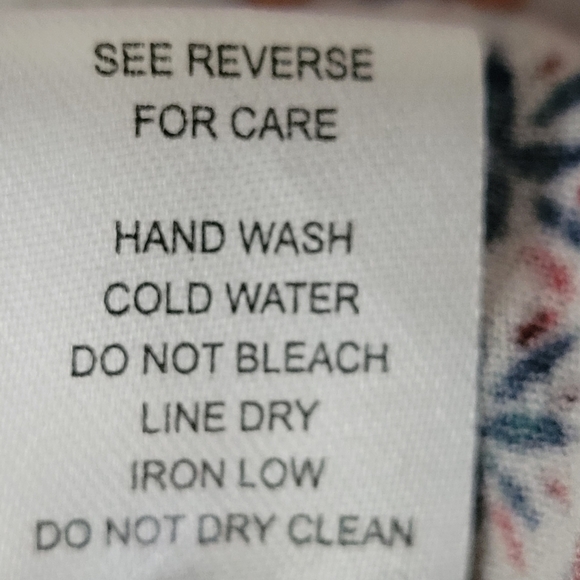 SEE REVERSE
FOR CARE
HAND WASH
COLD WATER
DO NOT BLEACH
LINE DRY
IRON LOW
DO NOT DRY CLEAN